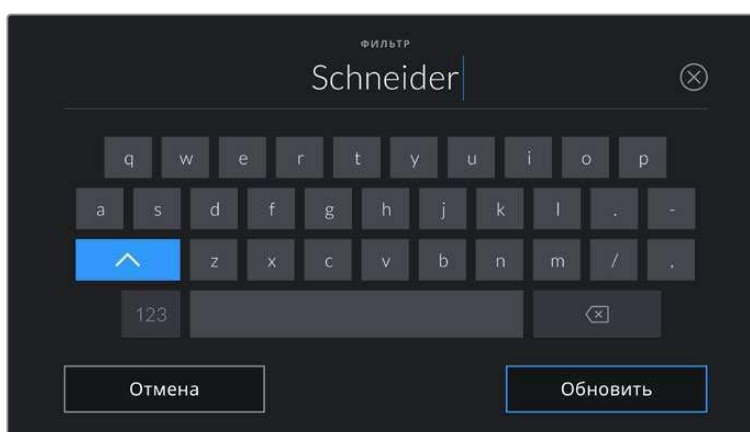 ФИЛЬТР
Schneider
q w e r t y u i o p
a s d f g h j k l . -
z x c v b n m / ,
123
Отмена Обновить